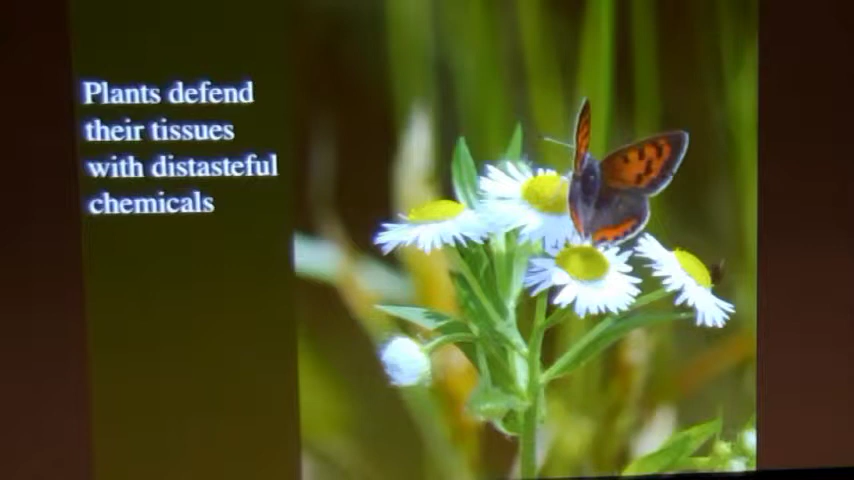 Plants defend
their tissues
with distasteful
chemicals